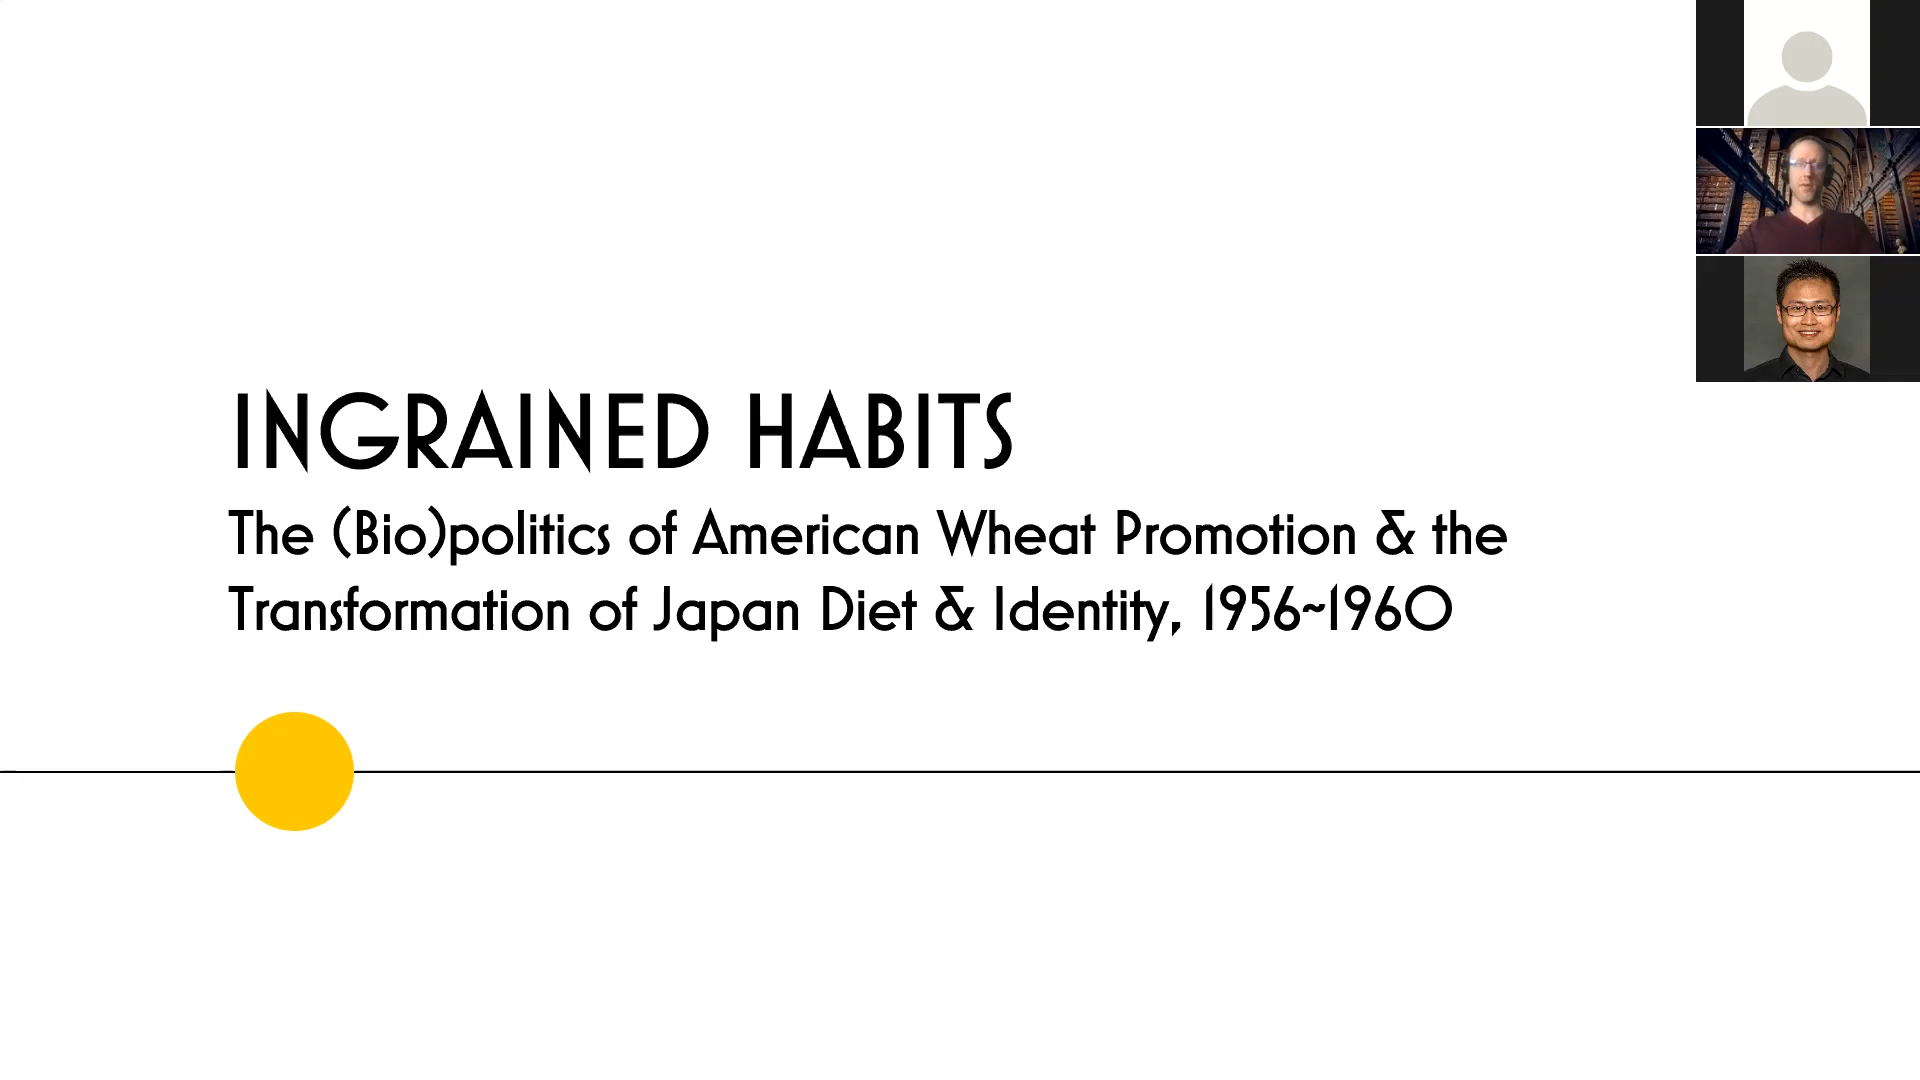 INGRAINED HABITS
The (Bio)politics of American Wheat Promotion & the
Transformation of Japan Diet & Identity, 1956~1960